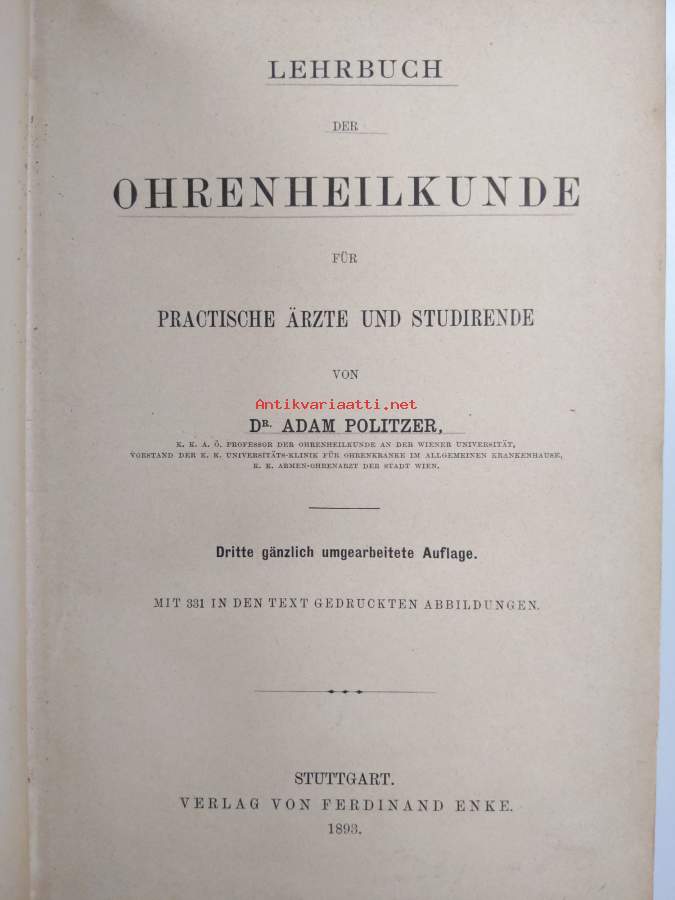 LEHRBUCH
DER
OHRENHEILKUNDE
FÜR
PRACTISCHE ÄRZTE UND STUDIRENDE
VON
Antikvariaatti.net
DR. ADAM POLITZER,
K. K. A. Ö. PROFESSOR DER OHRENHEILKUNDE AN DER WIENER UNIVERSITÄT,
VORSTAND DER K. K. UNIVERSITÄTS-KLINIK FÜR OHRENKRANKE IM ALLGEMEINEN KRANKENHAUSE,
K. K. ARMEN-OHRENARZT DER STADT WIEN.
Dritte gänzlich umgearbeitete Auflage.
MIT 331 IN DEN TEXT GEDRUCKTEN ABBILDUNGEN.
STUTTGART.
VERLAG VON FERDINAND ENKE.
1893.